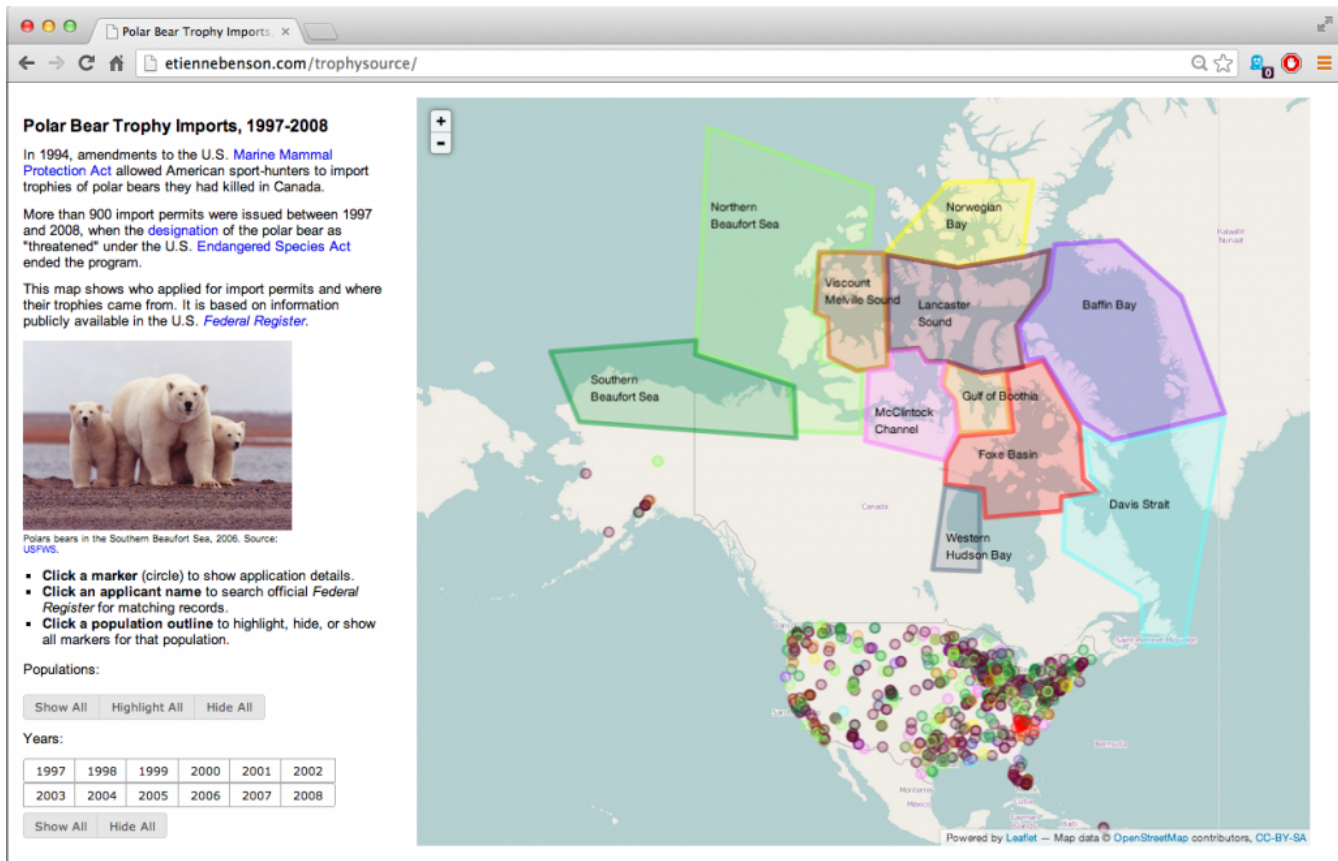 Polar Bear Trophy Imports,
etiennebenson.com/trophysource/
0
Polar Bear Trophy Imports, 1997-2008
In 1994, amendments to the U.S. Marine Mammal
Protection Act allowed American sport-hunters to import
trophies of polar bears they had killed in Canada.
More than 900 import permits were issued between 1997
and 2008, when the designation of the polar bear as
"threatened" under the U.S. Endangered Species Act
ended the program.
This map shows who applied for import permits and where
their trophies came from. It is based on information
publicly available in the U.S. Federal Register.
Polars bears in the Southern Beaufort Sea, 2006. Source:
USFWS.
▪ Click a marker (circle) to show application details.
▪ Click an applicant name to search official Federal
Register for matching records.
▪ Click a population outline to highlight, hide, or show
all markers for that population.
Populations:
Show All Highlight All Hide All
Years:
1997 1998 1999 2000 2001 2002
2003 2004 2005 2006 2007 2008
Show All Hide All
+
-
Northern
Beaufort Sea
Norwegian
Bay
Kalaallit
Nunaat
Viscount
Melville Sound
Lancaster
Sound
Baffin Bay
Southern
Beaufort Sea
Gulf of Boothia
McClintock
Channel
Foxe Basin
Canada
Davis Strait
Western
Hudson Bay
Bermuda
Monterre
México
Cuba
Cayman
Islands
Haiti
Powered by Leaflet — Map data © OpenStreetMap contributors, CC-BY-SA